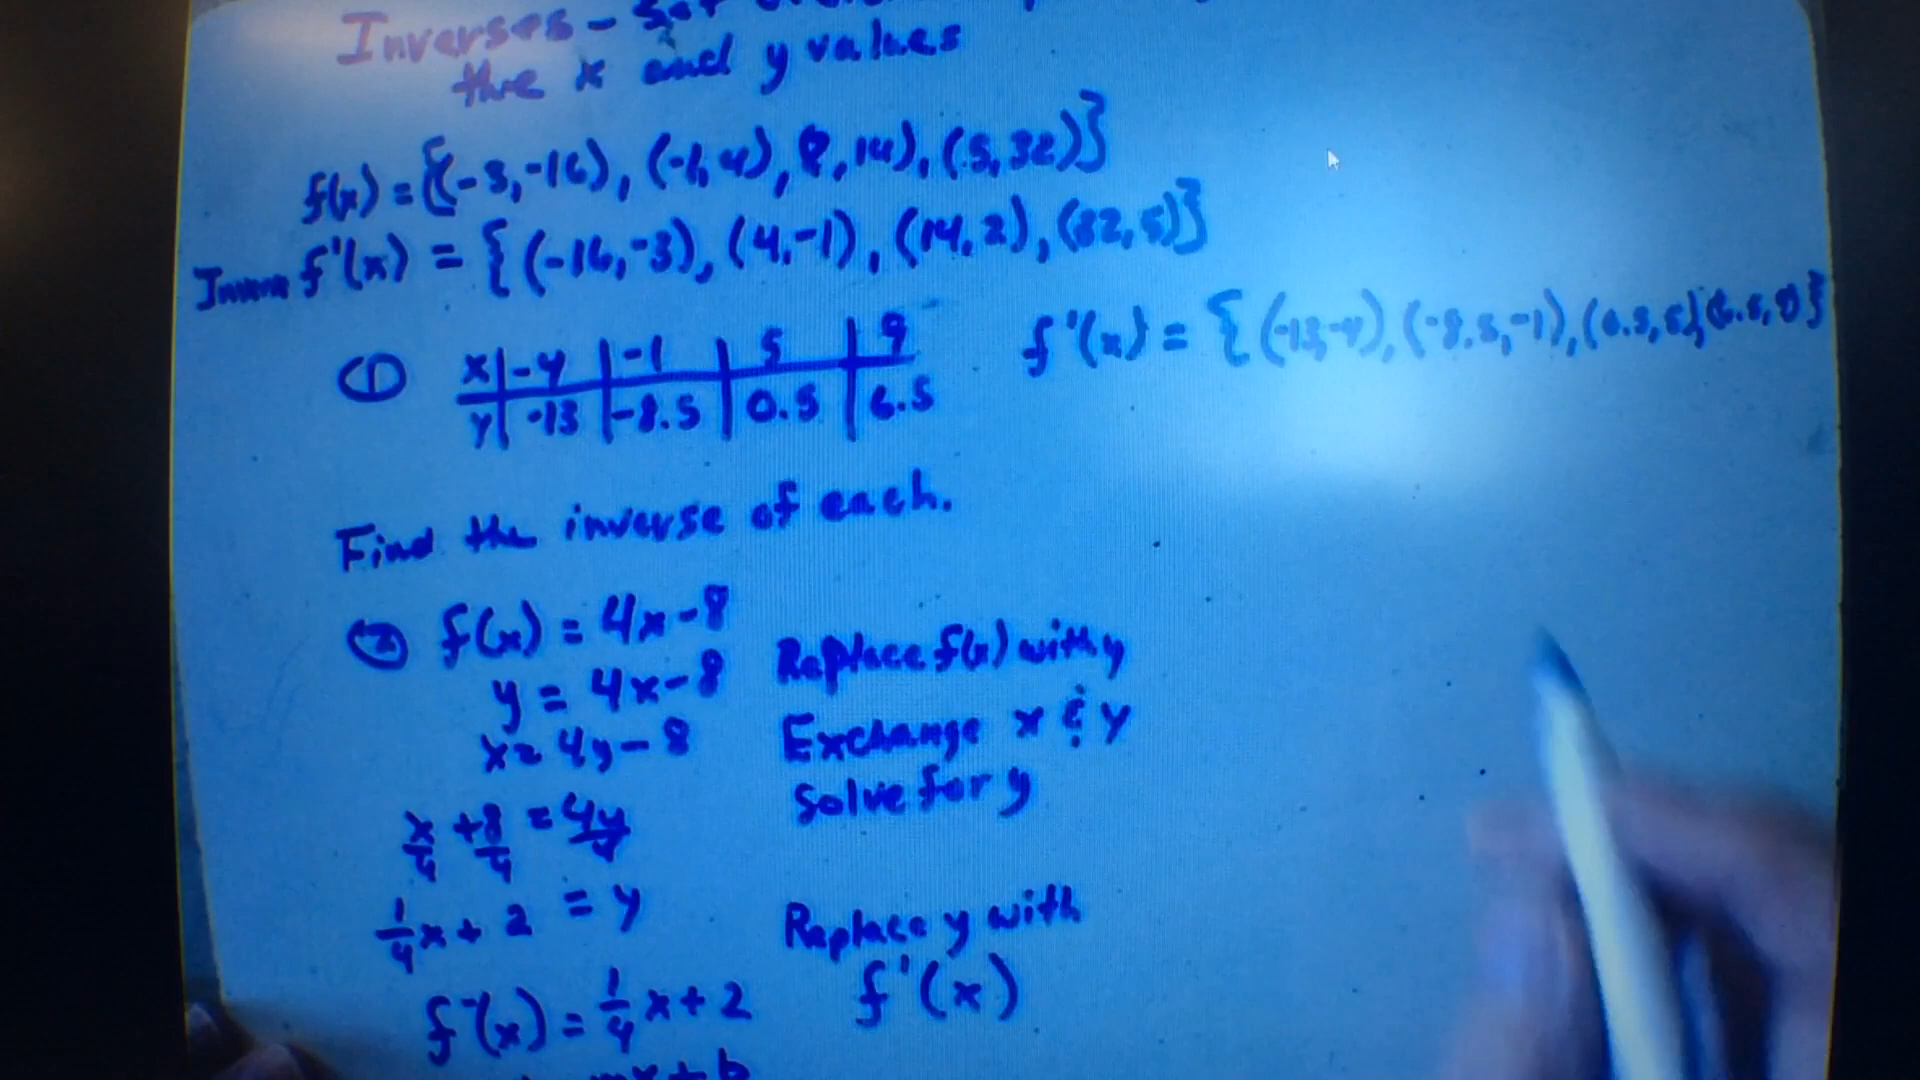 Inverses -
the x and y values
f(x) = {(-3,-16), (-1,4), (2,14), (5,32)}
Inverse f⁻¹(x) = {(-16,-3), (4,-1), (14,2), (32,5)}
① x | -4 | -1 | 5 | 9
y | -13 | -8.5 | 0.5 | 6.5
f⁻¹(x) = {(-13,-4), (-8.5,-1), (0.5,5), (6.5,9)}
Find the inverse of each.
② f(x) = 4x-8
y = 4x-8 Replace f(x) with y
x = 4y-8 Exchange x & y
Solve for y
x/4 + 8/4 = 4y/4
1/4 x + 2 = y
Replace y with
f⁻¹(x) = 1/4 x + 2 f⁻¹(x)
mx + b